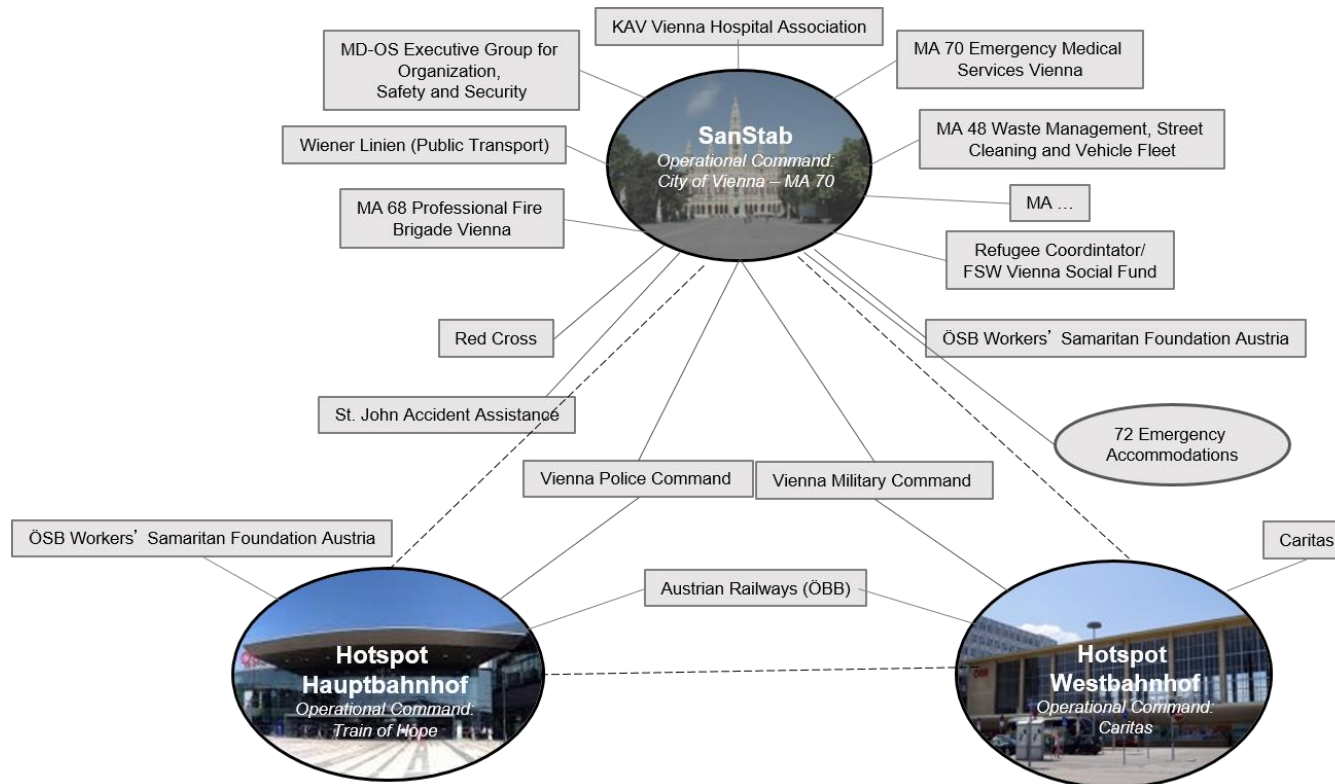 KAV Vienna Hospital Association
MD-OS Executive Group for
Organization,
Safety and Security
MA 70 Emergency Medical
Services Vienna
SanStab
Operational Command:
City of Vienna – MA 70
Wiener Linien (Public Transport)
MA 48 Waste Management, Street
Cleaning and Vehicle Fleet
MA 68 Professional Fire
Brigade Vienna
MA ...
Refugee Coordintator/
FSW Vienna Social Fund
Red Cross
ÖSB Workers’ Samaritan Foundation Austria
St. John Accident Assistance
72 Emergency
Accommodations
Vienna Police Command
Vienna Military Command
ÖSB Workers’ Samaritan Foundation Austria
Caritas
Austrian Railways (ÖBB)
Hotspot
Hauptbahnhof
Operational Command:
Train of Hope
ÖBB
Hotspot
Westbahnhof
Operational Command:
Caritas